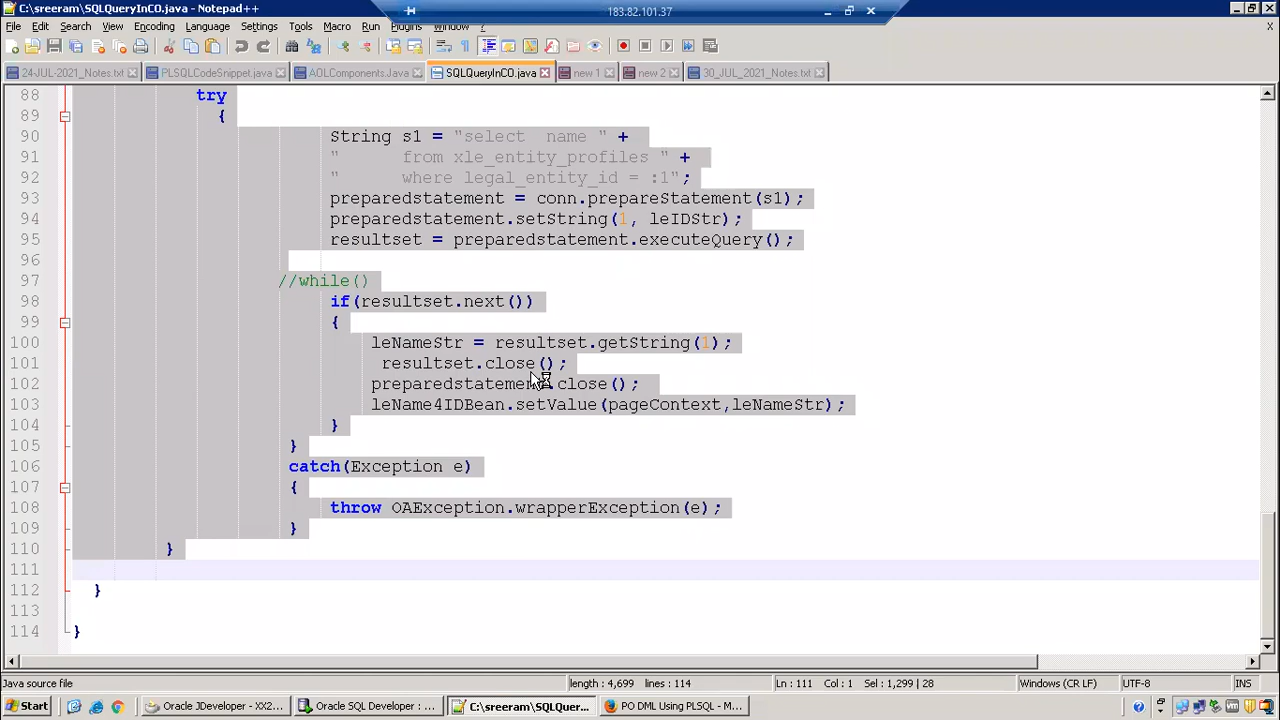 C:\sreeram\SQLQueryInCO.java - Notepad++
183.82.101.37
File Edit Search View Encoding Language Settings Tools Macro Run Plugins Window ?
X
24-JUL-2021_Notes.txt PLSQLCodeSnippet.java AOLComponents.Java SQLQueryInCO.java new 1 new 2 30_JUL_2021_Notes.txt
88 try
89 {
90 String s1 = "select  name " +
91 "      from xle_entity_profiles " +
92 "      where legal_entity_id = :1";
93 preparedstatement = conn.prepareStatement(s1);
94 preparedstatement.setString(1, leIDStr);
95 resultset = preparedstatement.executeQuery();
96
97 //while()
98 if(resultset.next())
99 {
100 leNameStr = resultset.getString(1);
101 resultset.close();
102 preparedstatement.close();
103 leName4IDBean.setValue(pageContext,leNameStr);
104 }
105 }
106 catch(Exception e)
107 {
108 throw OAException.wrapperException(e);
109 }
110 }
111
112 }
113
114 }
Java source file length : 4,699 lines : 114 Ln : 111 Col : 1 Sel : 1,299 | 28 Windows (CR LF) UTF-8 INS
Start Oracle JDeveloper - XX2... Oracle SQL Developer : ... C:\sreeram\SQLQuer... PO DML Using PLSQL - M...